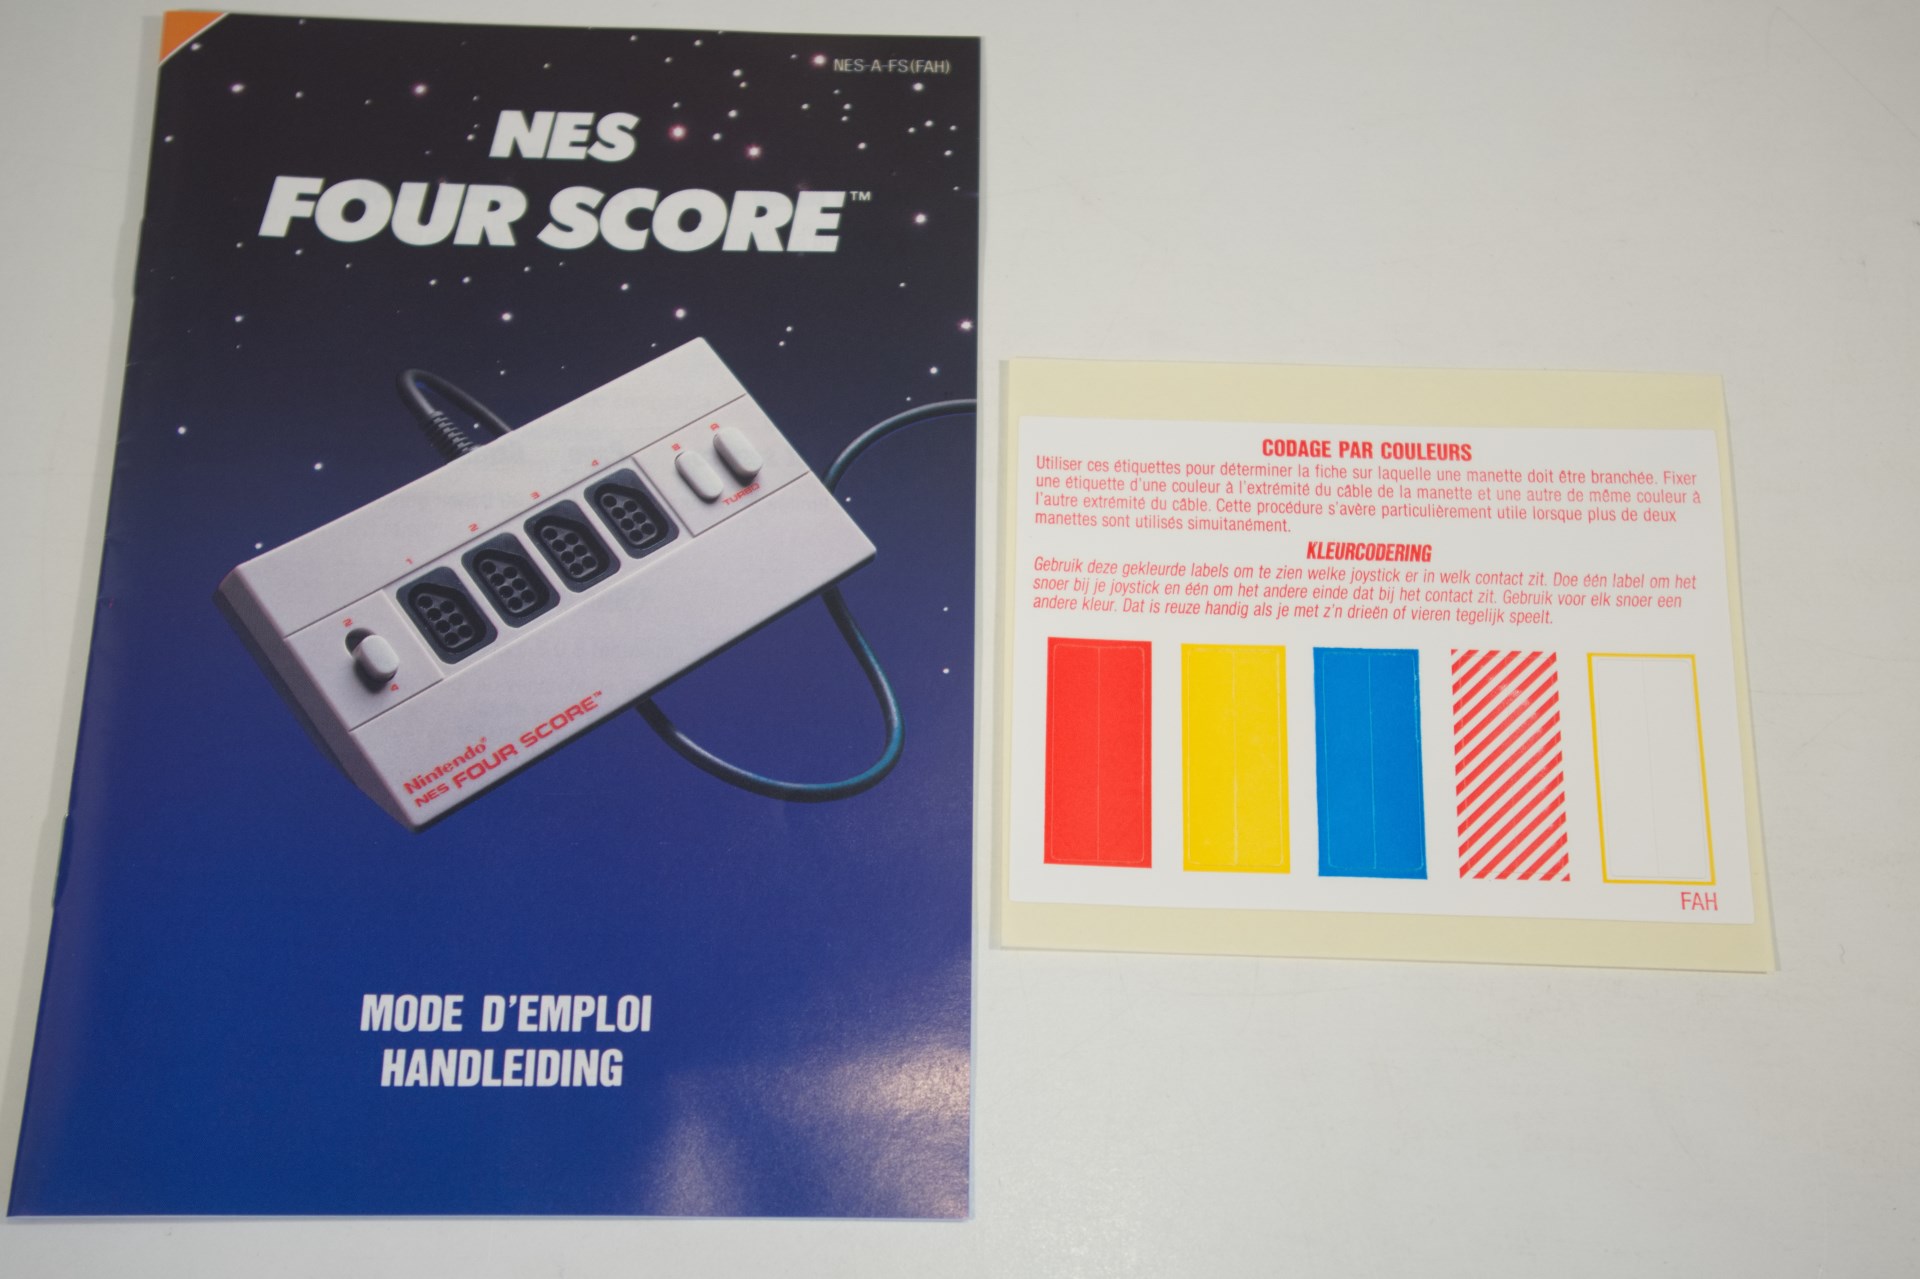 NES-A-FS(FAH)
NES
FOUR SCORE™
1
2
3
4
B
A
TURBO
2
4
Nintendo®
NES FOUR SCORE™
MODE D'EMPLOI
HANDLEIDING
CODAGE PAR COULEURS
Utiliser ces étiquettes pour déterminer la fiche sur laquelle une manette doit être branchée. Fixer
une étiquette d'une couleur à l'extrémité du câble de la manette et une autre de même couleur à
l'autre extrémité du câble. Cette procédure s'avère particulièrement utile lorsque plus de deux
manettes sont utilisés simultanément.
KLEURCODERING
Gebruik deze gekleurde labels om te zien welke joystick er in welk contact zit. Doe één label om het
snoer bij je joystick en één om het andere einde dat bij het contact zit. Gebruik voor elk snoer een
andere kleur. Dat is reuze handig als je met z'n drieën of vieren tegelijk speelt.
FAH